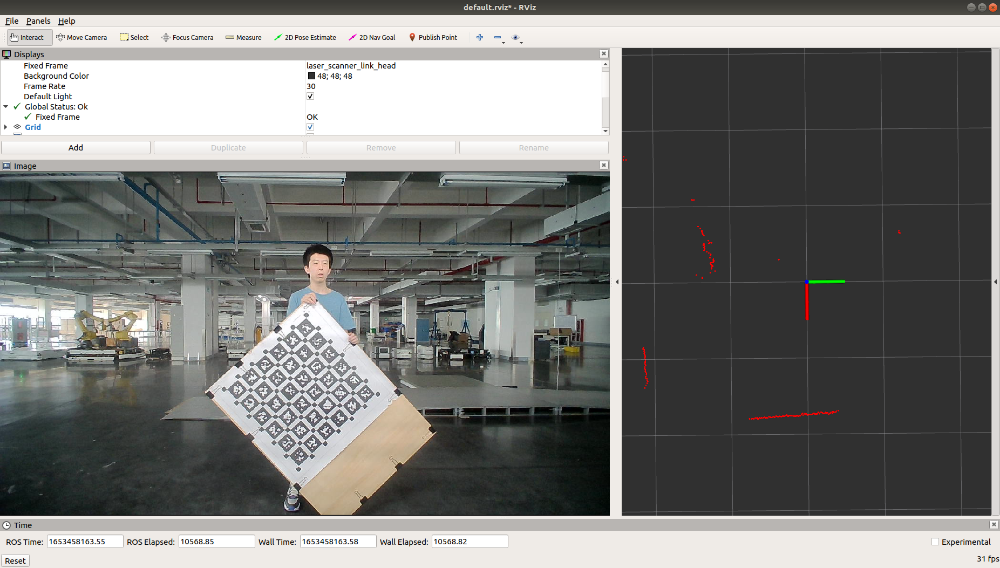 default.rviz* - RViz
File Panels Help
Interact Move Camera Select Focus Camera Measure 2D Pose Estimate 2D Nav Goal Publish Point
Displays
Fixed Frame laser_scanner_link_head
Background Color 48; 48; 48
Frame Rate 30
Default Light
Global Status: Ok
Fixed Frame OK
Grid
Add Duplicate Remove Rename
Image
Time
ROS Time: 1653458163.55 ROS Elapsed: 10568.85 Wall Time: 1653458163.58 Wall Elapsed: 10568.82 Experimental
Reset 31 fps